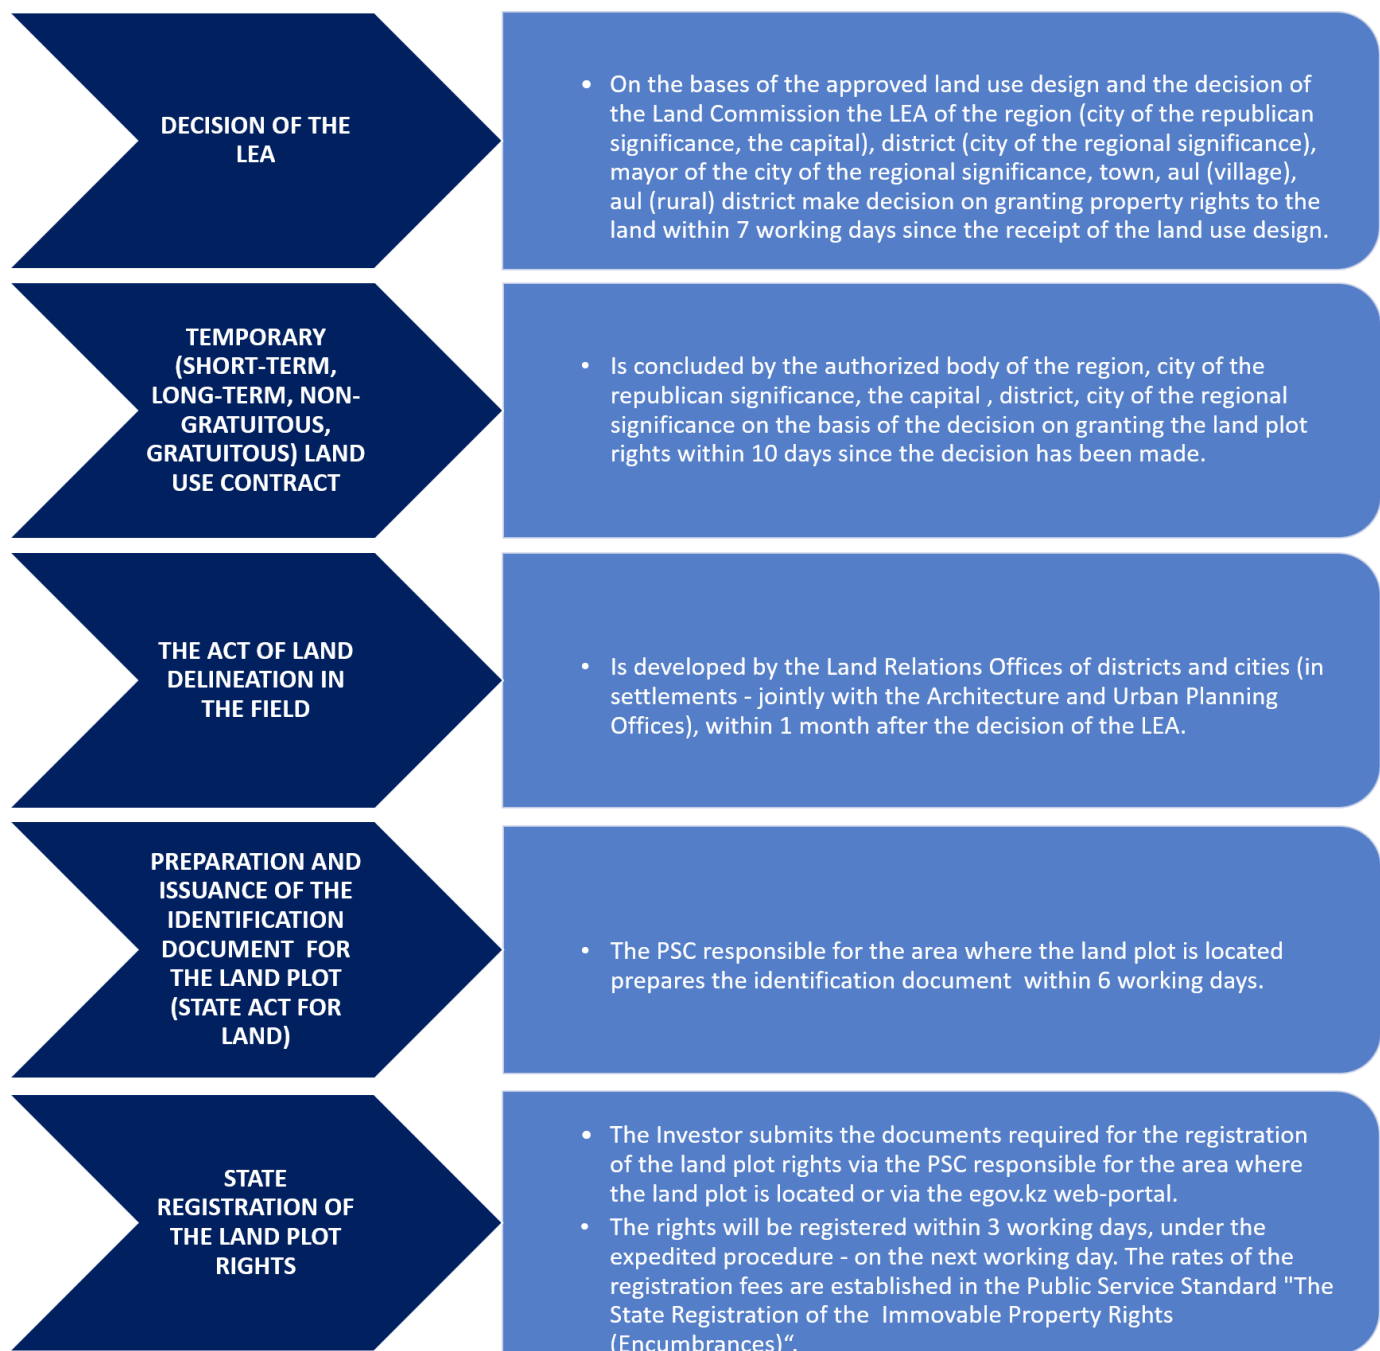 DECISION OF THE
LEA
• On the bases of the approved land use design and the decision of
the Land Commission the LEA of the region (city of the republican
significance, the capital), district (city of the regional significance),
mayor of the city of the regional significance, town, aul (village),
aul (rural) district make decision on granting property rights to the
land within 7 working days since the receipt of the land use design.
TEMPORARY
(SHORT-TERM,
LONG-TERM, NON-
GRATUITOUS,
GRATUITOUS) LAND
USE CONTRACT
• Is concluded by the authorized body of the region, city of the
republican significance, the capital , district, city of the regional
significance on the basis of the decision on granting the land plot
rights within 10 days since the decision has been made.
THE ACT OF LAND
DELINEATION IN
THE FIELD
• Is developed by the Land Relations Offices of districts and cities (in
settlements - jointly with the Architecture and Urban Planning
Offices), within 1 month after the decision of the LEA.
PREPARATION AND
ISSUANCE OF THE
IDENTIFICATION
DOCUMENT  FOR
THE LAND PLOT
(STATE ACT FOR
LAND)
• The PSC responsible for the area where the land plot is located
prepares the identification document  within 6 working days.
STATE
REGISTRATION OF
THE LAND PLOT
RIGHTS
• The Investor submits the documents required for the registration
of the land plot rights via the PSC responsible for the area where
the land plot is located or via the egov.kz web-portal.
• The rights will be registered within 3 working days, under the
expedited procedure - on the next working day. The rates of the
registration fees are established in the Public Service Standard "The
State Registration of the  Immovable Property Rights
(Encumbrances)“.